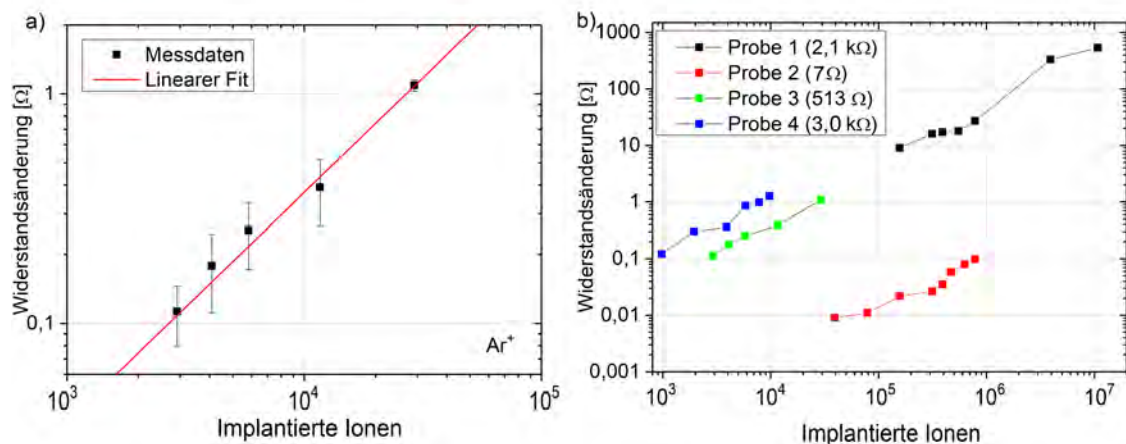 a)
Messdaten
Linearer Fit
Widerstandsänderung [Ω]
1
0,1
Ar⁺
10³
10⁴
10⁵
Implantierte Ionen
b)
Probe 1 (2,1 kΩ)
Probe 2 (7Ω)
Probe 3 (513 Ω)
Probe 4 (3,0 kΩ)
Widerstandsänderung [Ω]
1000
100
10
1
0,1
0,01
0,001
10³
10⁴
10⁵
10⁶
10⁷
Implantierte Ionen